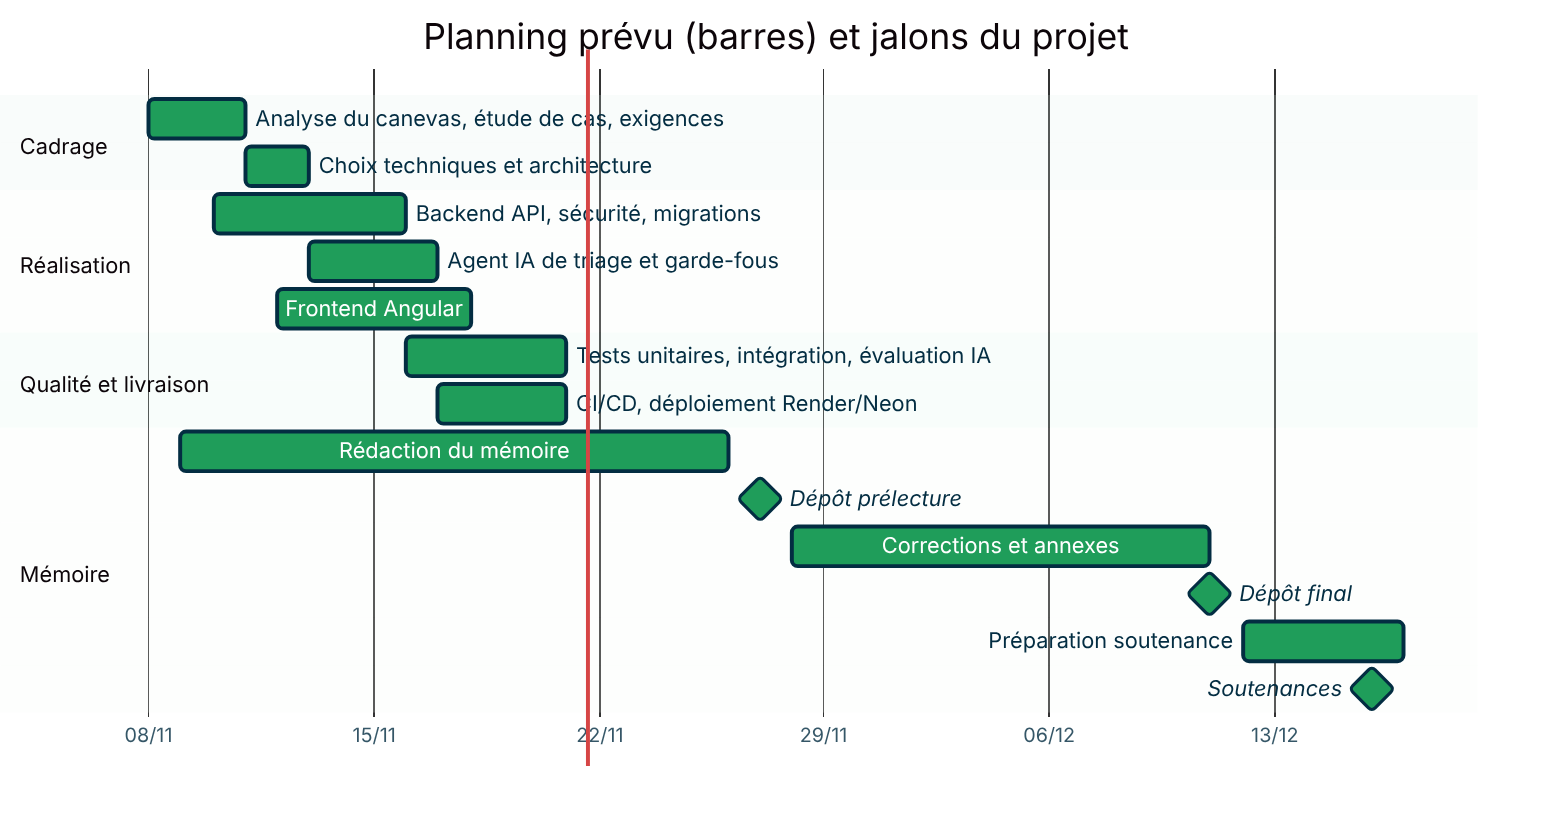 Planning prévu (barres) et jalons du projet
Cadrage
Analyse du canevas, étude de cas, exigences
Choix techniques et architecture
Réalisation
Backend API, sécurité, migrations
Agent IA de triage et garde-fous
Frontend Angular
Qualité et livraison
Tests unitaires, intégration, évaluation IA
CI/CD, déploiement Render/Neon
Mémoire
Rédaction du mémoire
Dépôt prélecture
Corrections et annexes
Dépôt final
Préparation soutenance
Soutenances
08/11
15/11
22/11
29/11
06/12
13/12